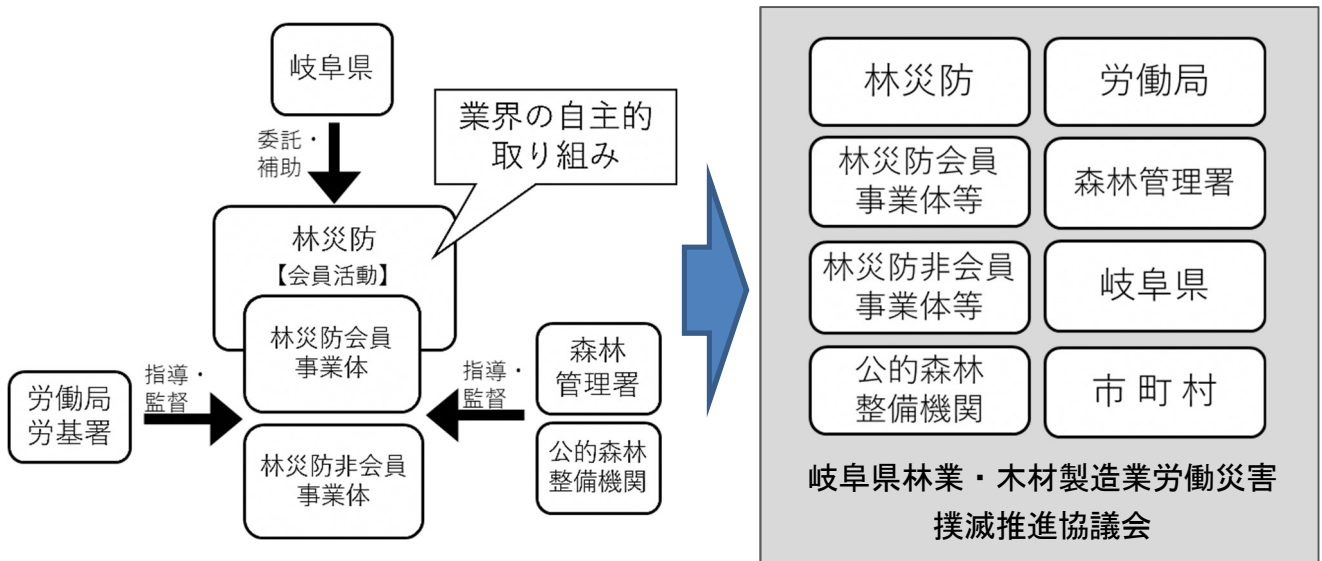 岐阜県
委託・
補助
業界の自主的
取り組み
林災防
【会員活動】
林災防会員
事業体
労働局
労基署
指導・
監督
指導・
監督
森林
管理署
公的森林
整備機関
林災防非会員
事業体
林災防
労働局
林災防会員
事業体等
森林管理署
林災防非会員
事業体等
岐阜県
公的森林
整備機関
市町村
岐阜県林業・木材製造業労働災害
撲滅推進協議会